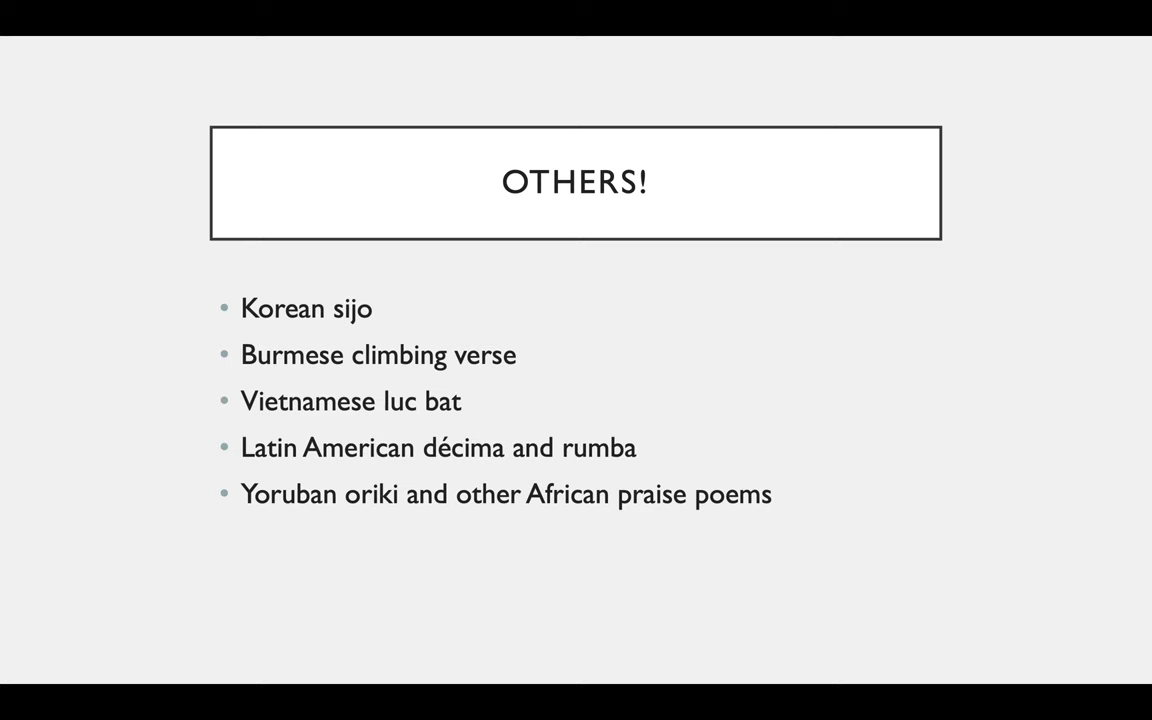 OTHERS!
• Korean sijo
• Burmese climbing verse
• Vietnamese luc bat
• Latin American décima and rumba
• Yoruban oriki and other African praise poems